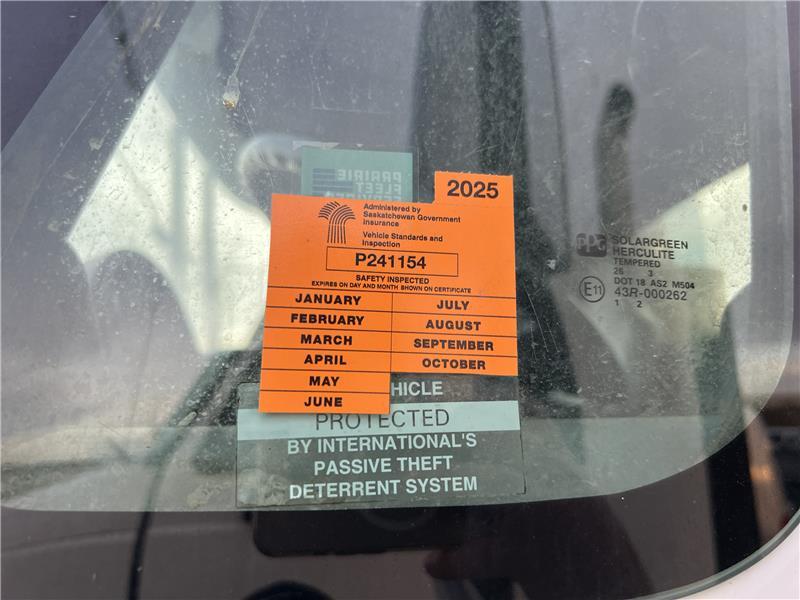 PRAIRIE
FLEET
SERVICES
2025
Administered by
Saskatchewan Government
Insurance
Vehicle Standards and
Inspection
P241154
SAFETY INSPECTED
EXPIRES ON DAY AND MONTH SHOWN ON CERTIFICATE
JANUARY JULY
FEBRUARY AUGUST
MARCH SEPTEMBER
APRIL OCTOBER
MAY
JUNE
HICLE
PROTECTED
BY INTERNATIONAL'S
PASSIVE THEFT
DETERRENT SYSTEM
PPG SOLARGREEN
HERCULITE
TEMPERED
26 3
E11 DOT 18 AS2 M504
43R-000262
1 2